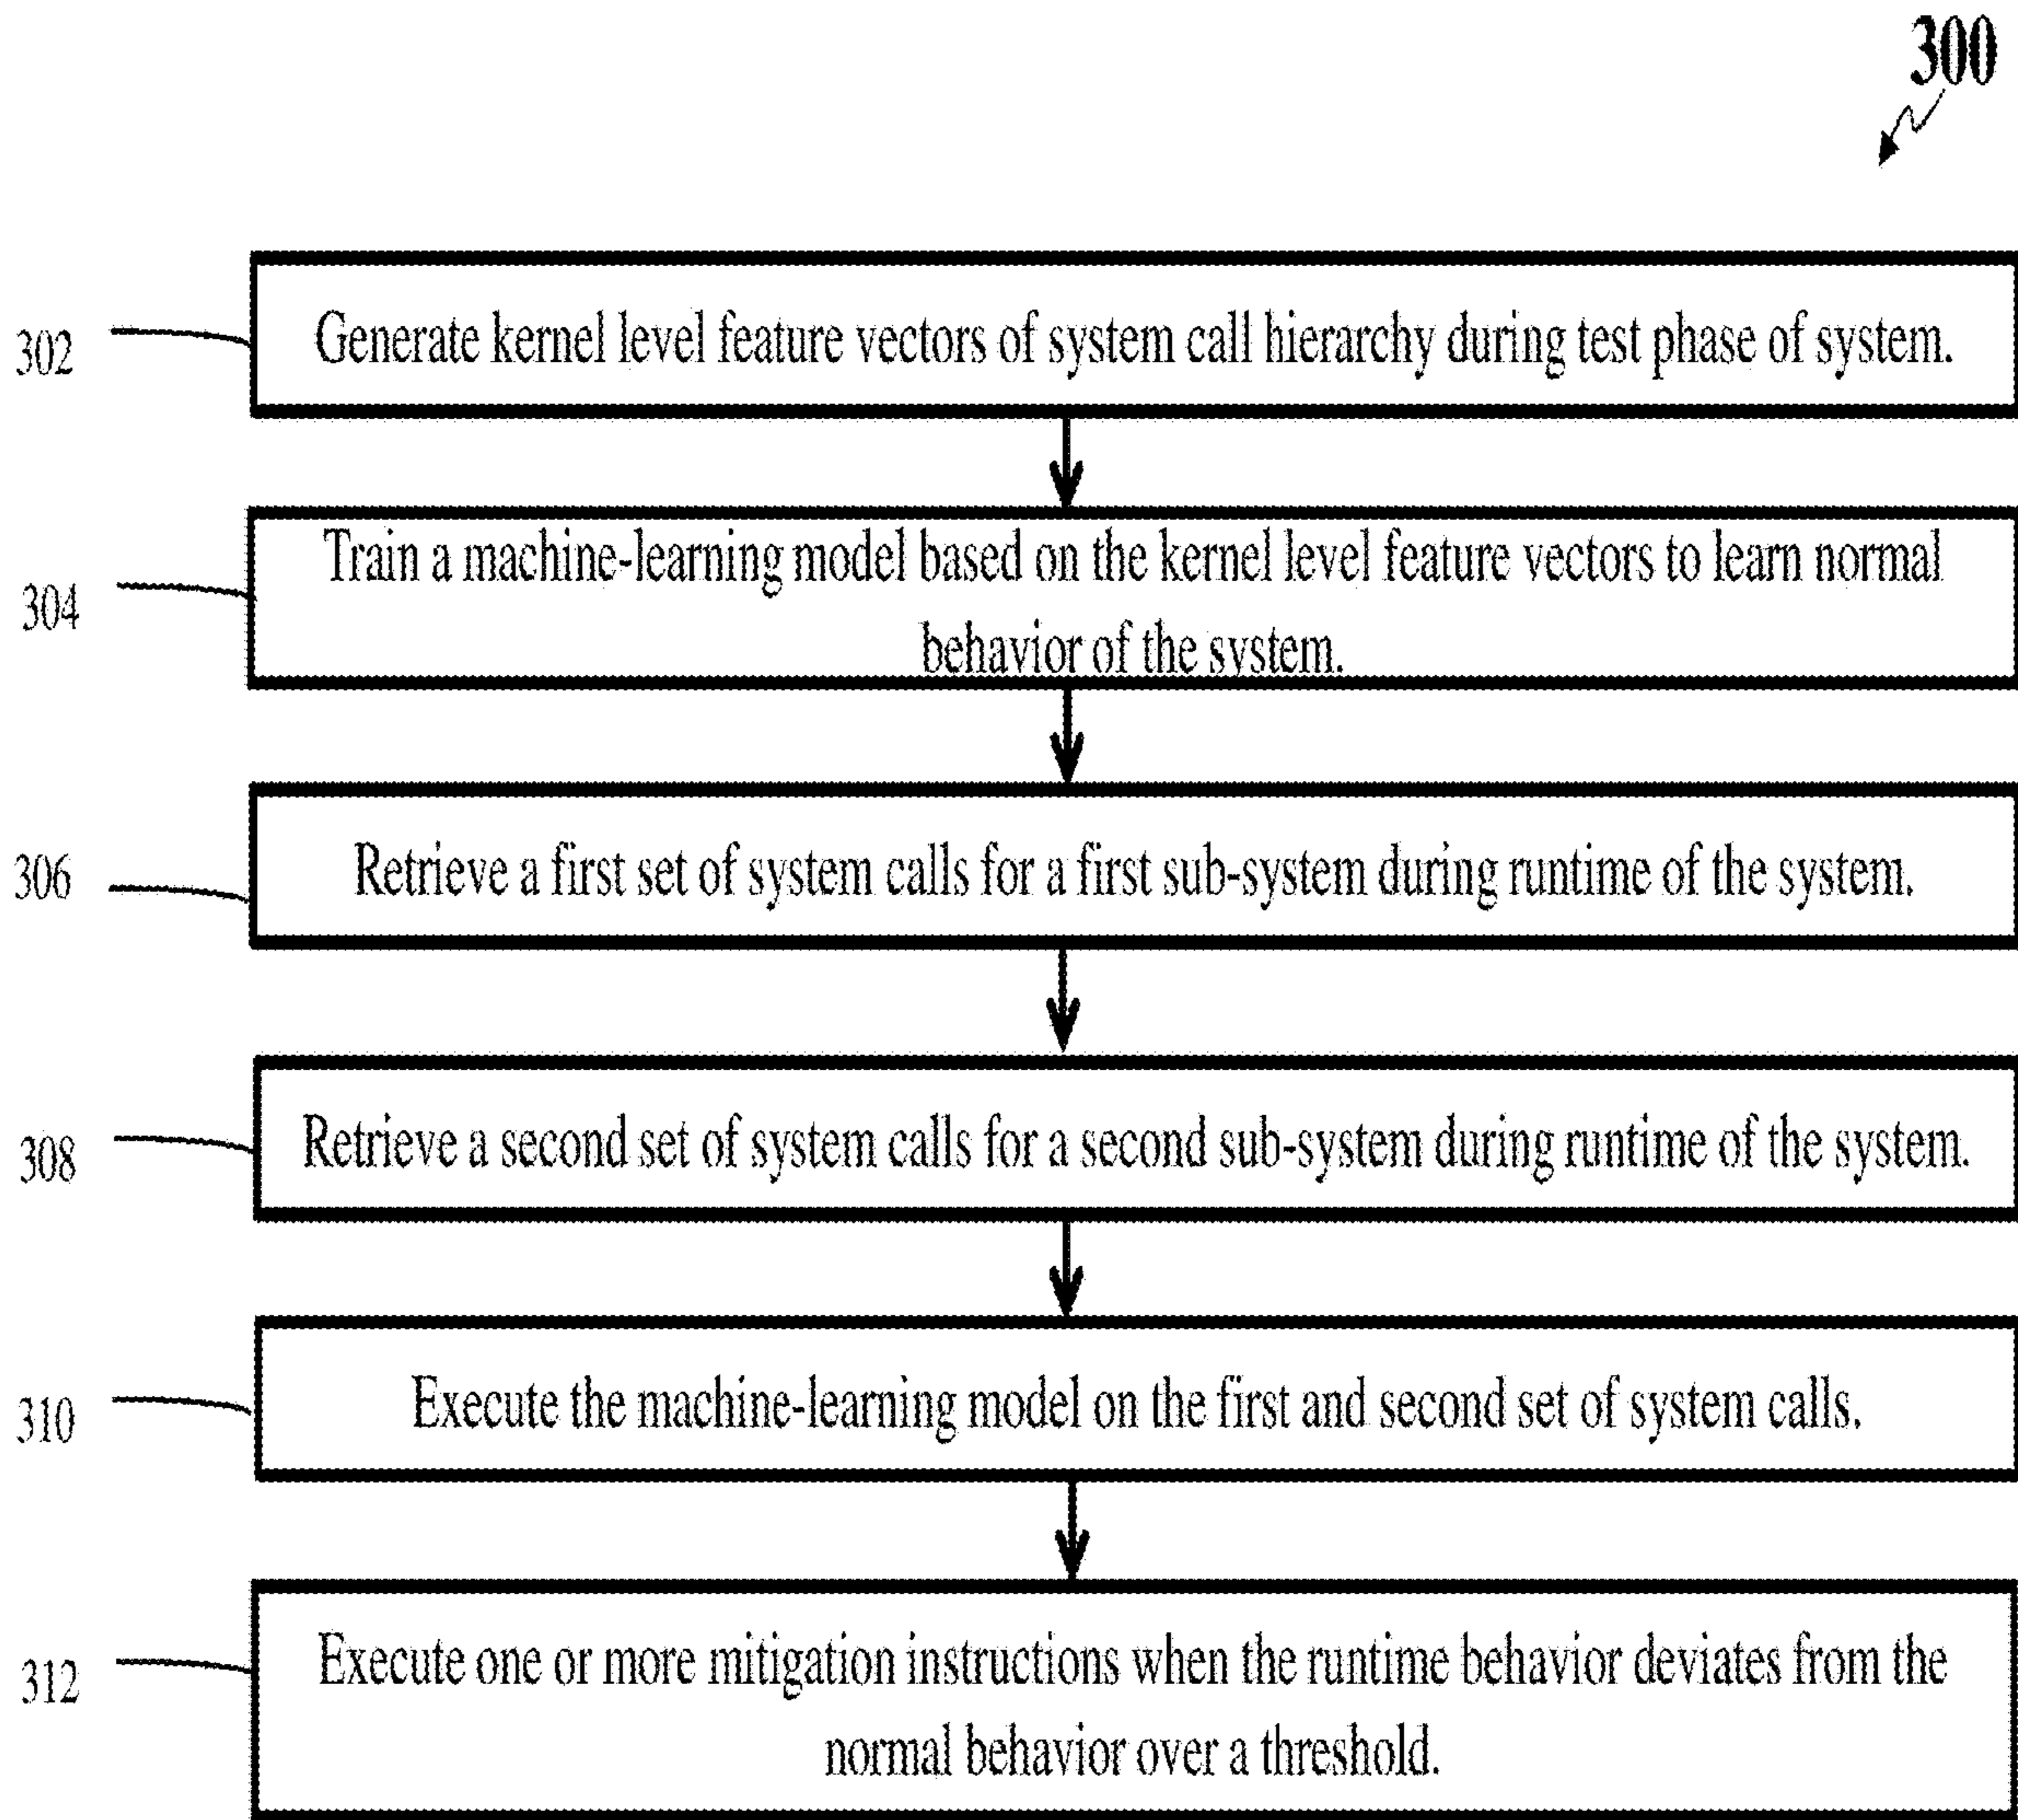 300
302
Generate kernel level feature vectors of system call hierarchy during test phase of system.
304
Train a machine-learning model based on the kernel level feature vectors to learn normal
behavior of the system.
306
Retrieve a first set of system calls for a first sub-system during runtime of the system.
308
Retrieve a second set of system calls for a second sub-system during runtime of the system.
310
Execute the machine-learning model on the first and second set of system calls.
312
Execute one or more mitigation instructions when the runtime behavior deviates from the
normal behavior over a threshold.